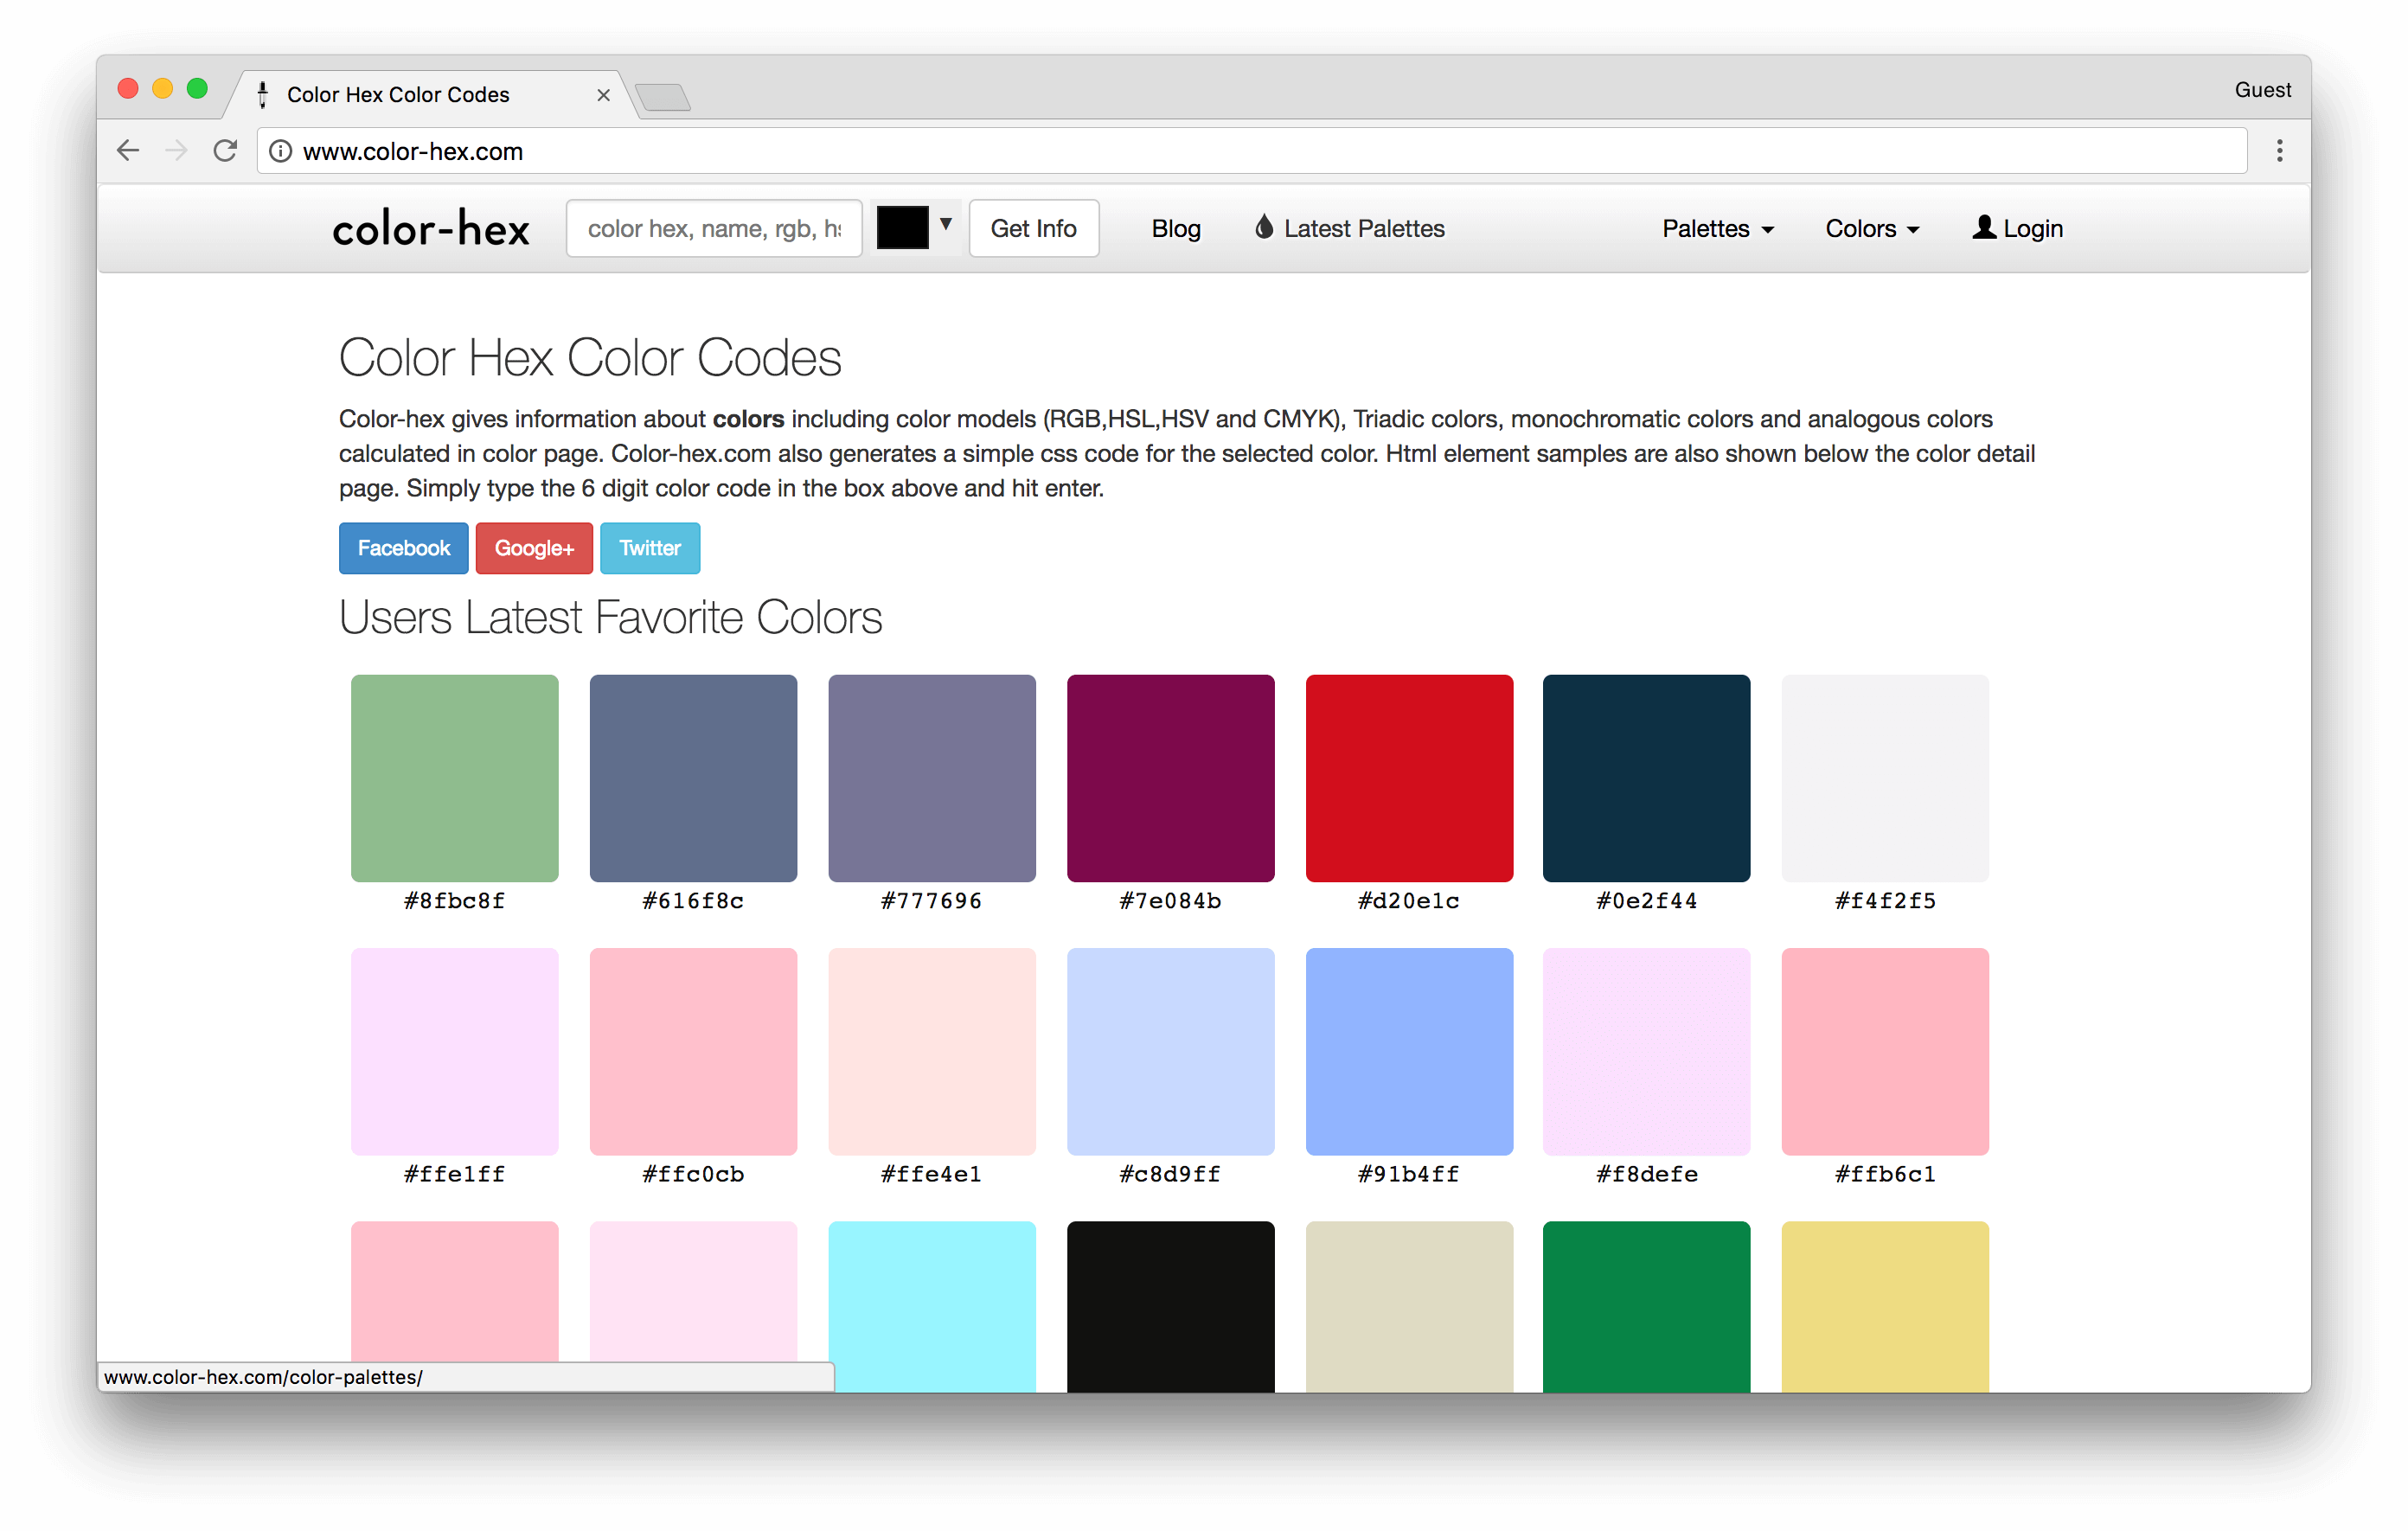 Color Hex Color Codes
Guest
www.color-hex.com
color-hex
color hex, name, rgb, hs
Get Info
Blog
Latest Palettes
Palettes
Colors
Login
Color Hex Color Codes
Color-hex gives information about colors including color models (RGB,HSL,HSV and CMYK), Triadic colors, monochromatic colors and analogous colors
calculated in color page. Color-hex.com also generates a simple css code for the selected color. Html element samples are also shown below the color detail
page. Simply type the 6 digit color code in the box above and hit enter.
Facebook Google+ Twitter
Users Latest Favorite Colors
#8fbc8f #616f8c #777696 #7e084b #d20e1c #0e2f44 #f4f2f5
#ffe1ff #ffc0cb #ffe4e1 #c8d9ff #91b4ff #f8defe #ffb6c1
www.color-hex.com/color-palettes/